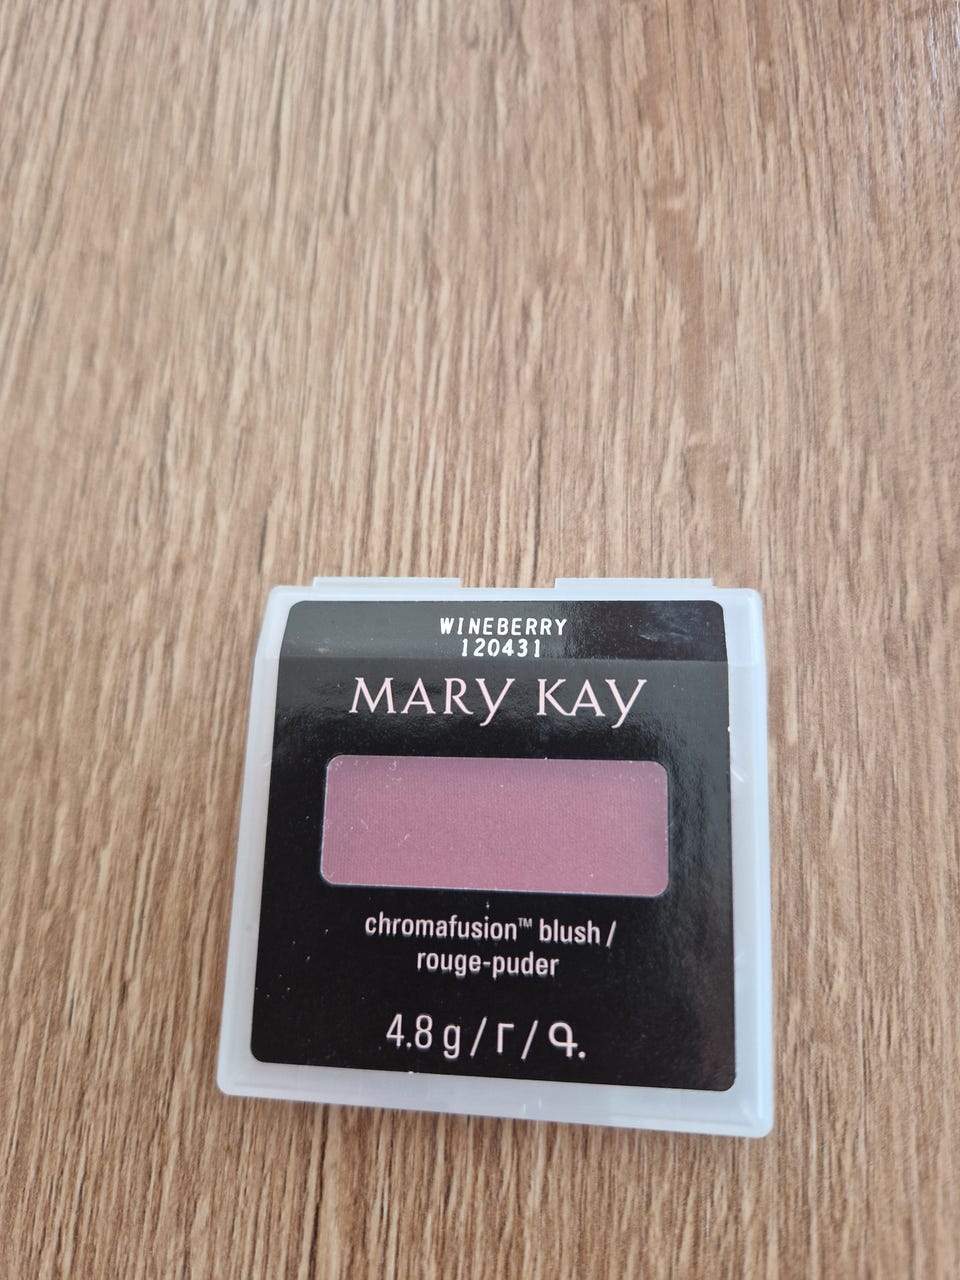 WINEBERRY
120431
MARY KAY
chromafusion™ blush /
rouge-puder
4.8 g / Г / Գ.